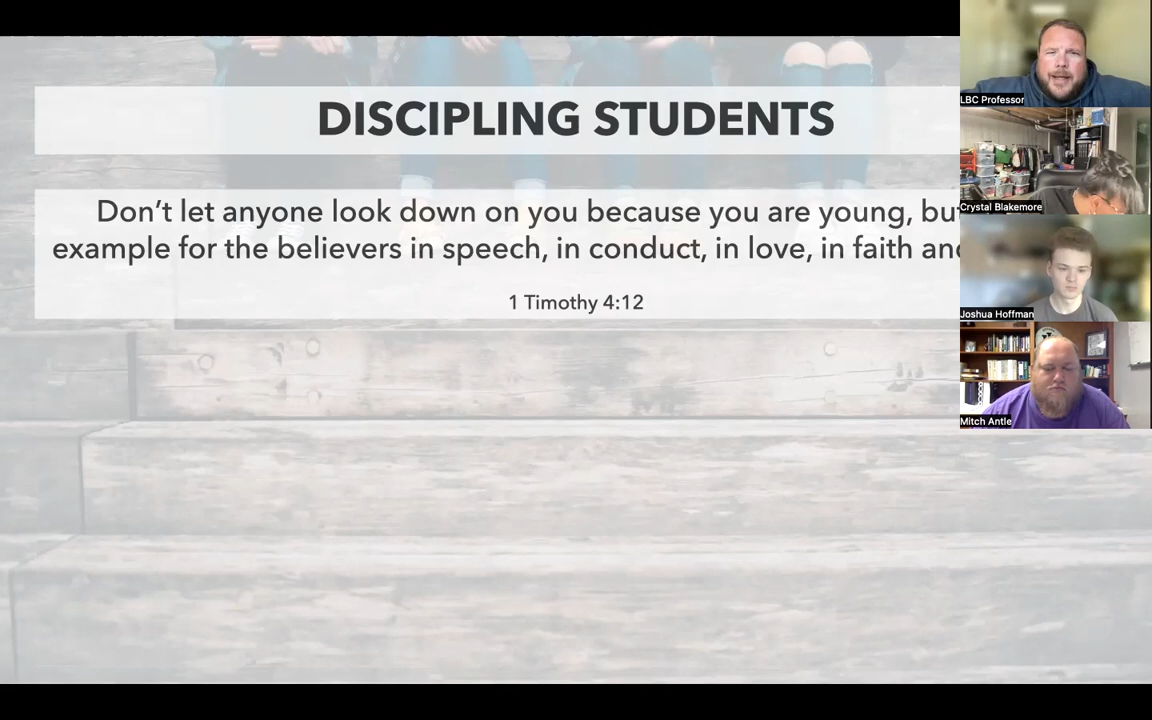 DISCIPLING STUDENTS
Don’t let anyone look down on you because you are young, but
example for the believers in speech, in conduct, in love, in faith and
1 Timothy 4:12
LBC Professor
Crystal Blakemore
Joshua Hoffman
Mitch Antle